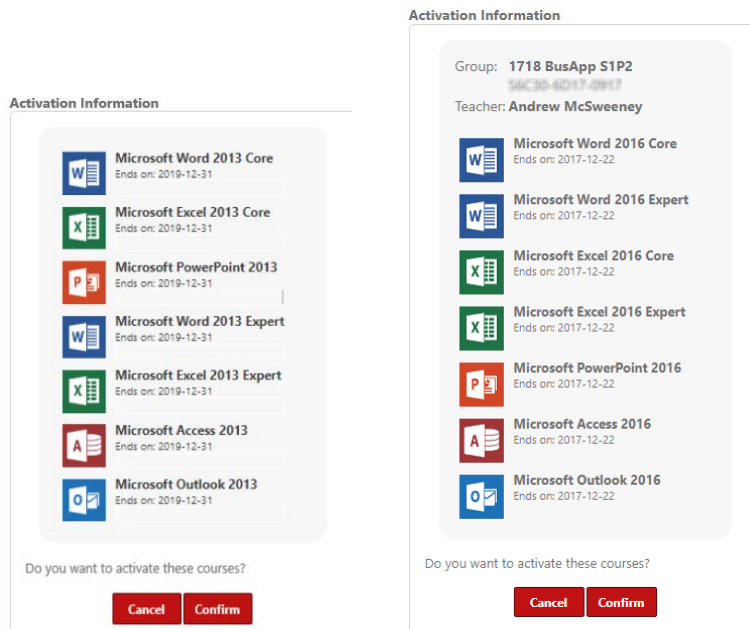 Activation Information
Microsoft Word 2013 Core
Ends on: 2019-12-31
Microsoft Excel 2013 Core
Ends on: 2019-12-31
Microsoft PowerPoint 2013
Ends on: 2019-12-31
Microsoft Word 2013 Expert
Ends on: 2019-12-31
Microsoft Excel 2013 Expert
Ends on: 2019-12-31
Microsoft Access 2013
Ends on: 2019-12-31
Microsoft Outlook 2013
Ends on: 2019-12-31
Do you want to activate these courses?
Cancel Confirm
Activation Information
Group: 1718 BusApp S1P2
Teacher: Andrew McSweeney
Microsoft Word 2016 Core
Ends on: 2017-12-22
Microsoft Word 2016 Expert
Ends on: 2017-12-22
Microsoft Excel 2016 Core
Ends on: 2017-12-22
Microsoft Excel 2016 Expert
Ends on: 2017-12-22
Microsoft PowerPoint 2016
Ends on: 2017-12-22
Microsoft Access 2016
Ends on: 2017-12-22
Microsoft Outlook 2016
Ends on: 2017-12-22
Do you want to activate these courses?
Cancel Confirm